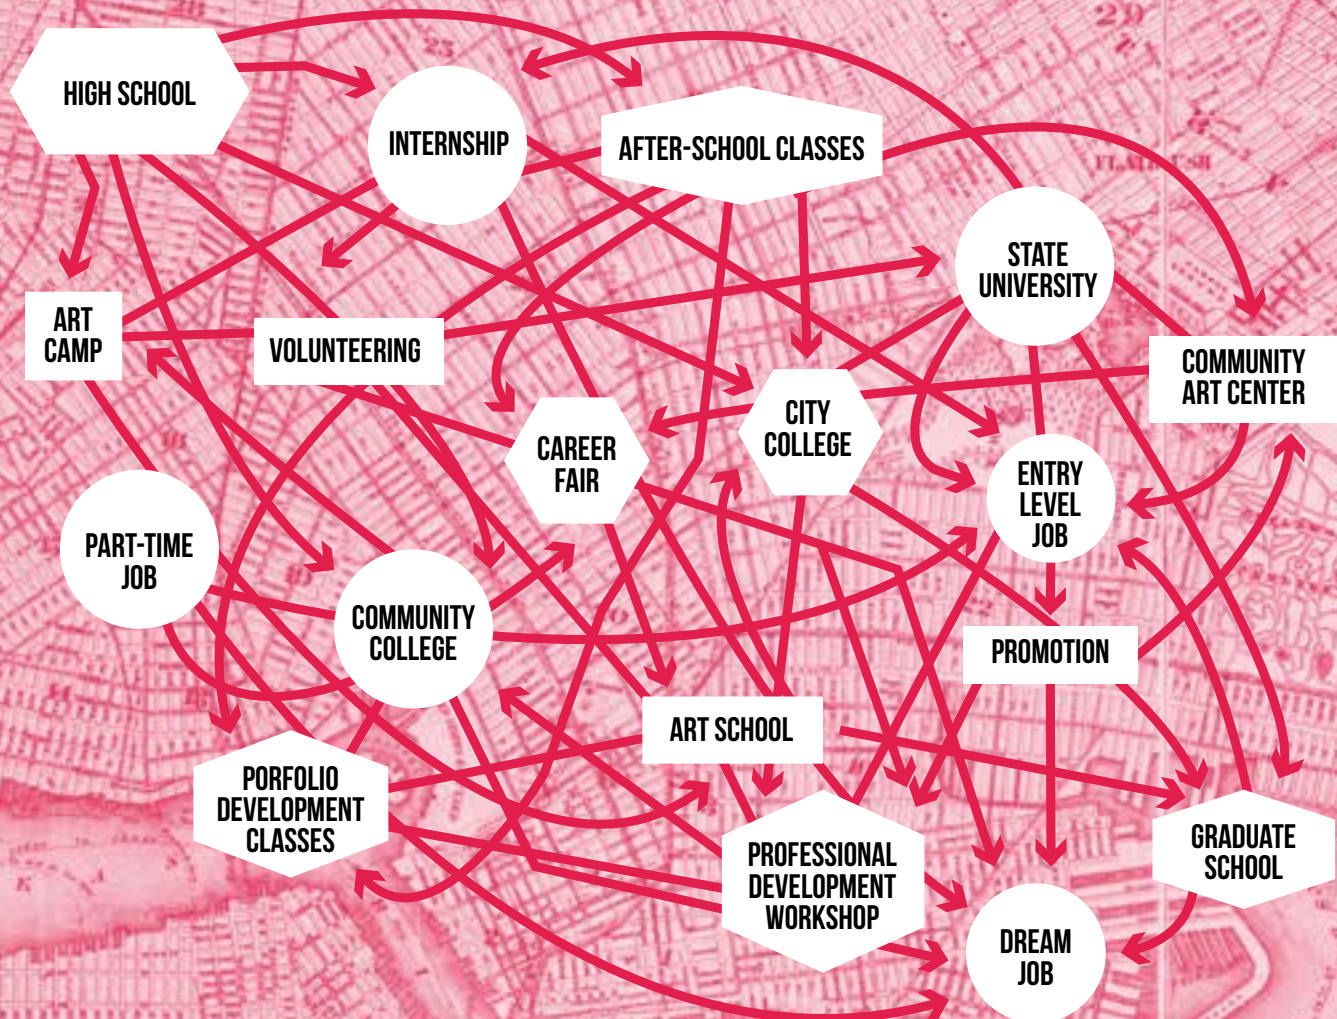 29
23
HIGH SCHOOL
INTERNSHIP
AFTER-SCHOOL CLASSES
STATE
UNIVERSITY
ART
CAMP
VOLUNTEERING
COMMUNITY
ART CENTER
CITY
COLLEGE
CAREER
FAIR
ENTRY
LEVEL
JOB
PART-TIME
JOB
COMMUNITY
COLLEGE
PROMOTION
ART SCHOOL
PORFOLIO
DEVELOPMENT
CLASSES
PROFESSIONAL
DEVELOPMENT
WORKSHOP
GRADUATE
SCHOOL
DREAM
JOB